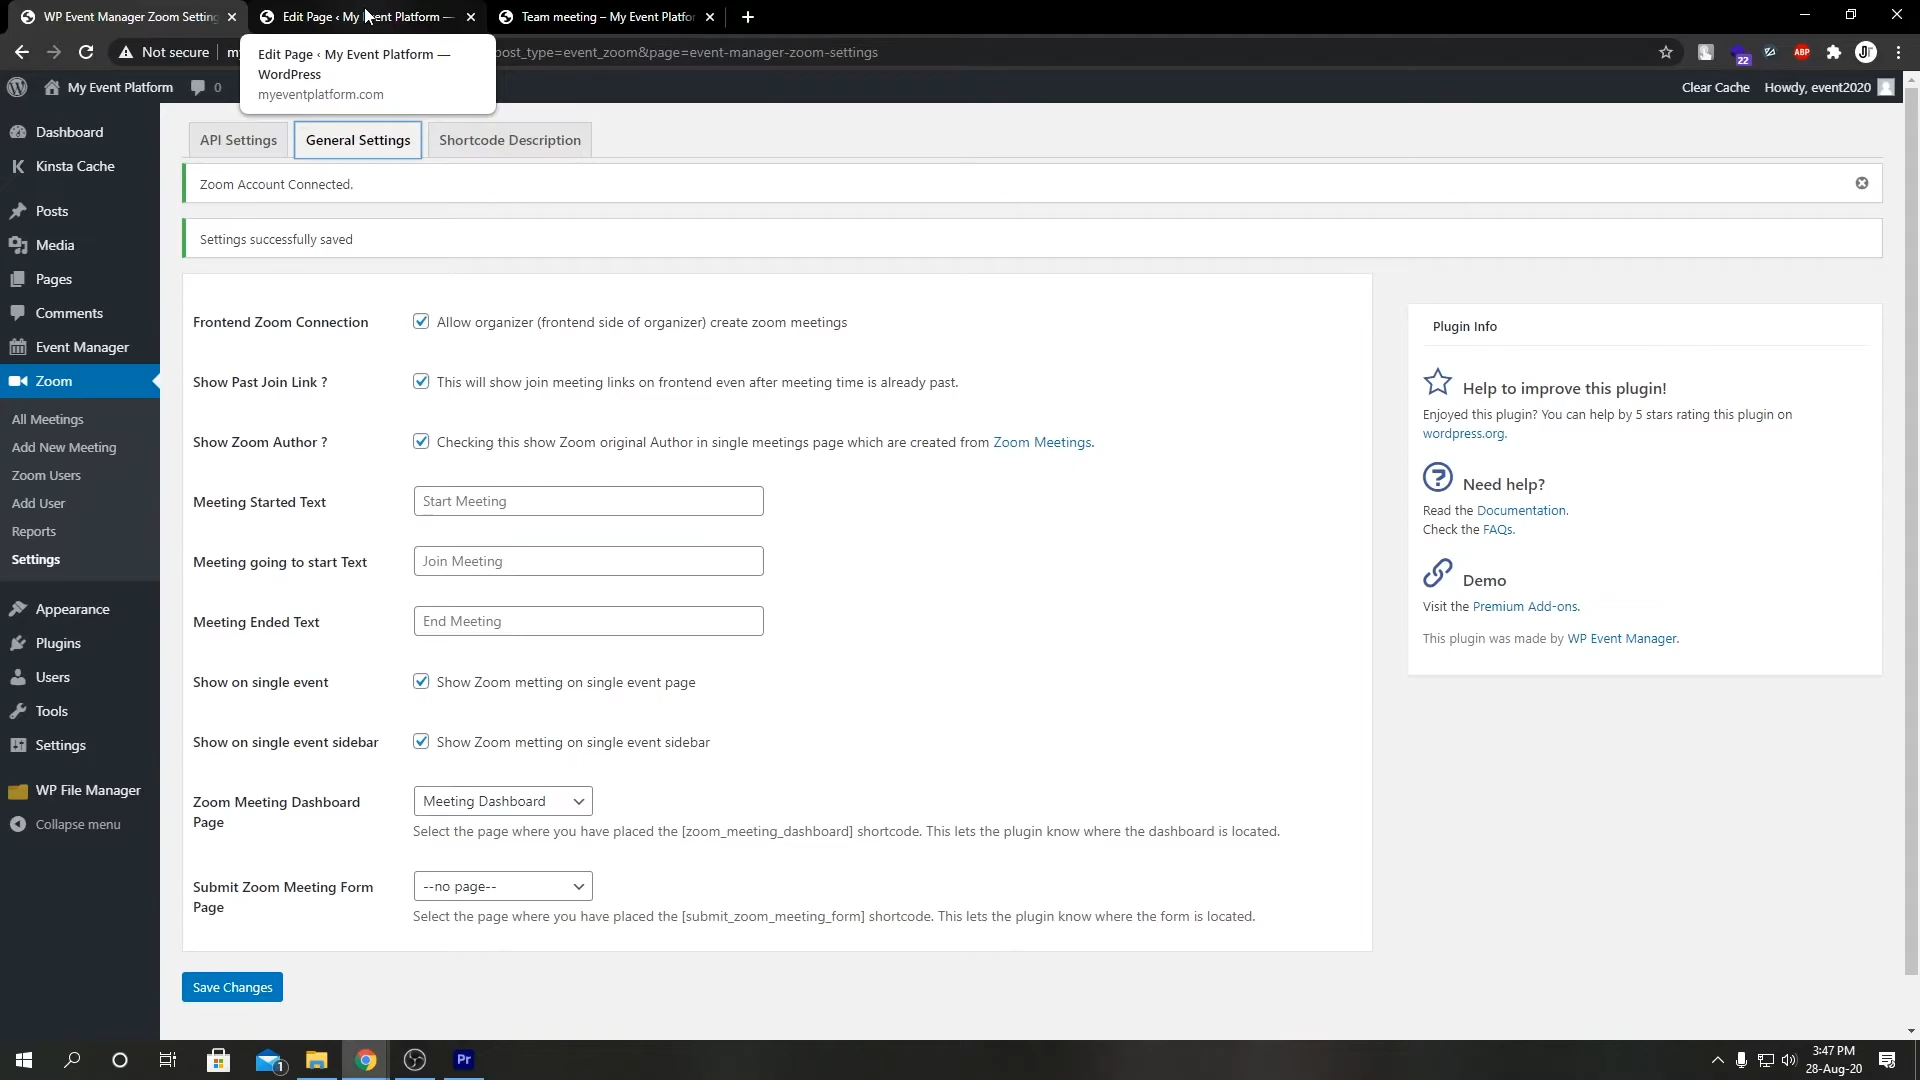 WP Event Manager Zoom Setting
Edit Page ‹ My Event Platform —
Team meeting – My Event Platfor
Not secure
my
post_type=event_zoom&page=event-manager-zoom-settings
ABP
22
Edit Page ‹ My Event Platform —
WordPress
myeventplatform.com
My Event Platform
0
Clear Cache
Howdy, event2020
Dashboard
Kinsta Cache
Posts
Media
Pages
Comments
Event Manager
Zoom
All Meetings
Add New Meeting
Zoom Users
Add User
Reports
Settings
Appearance
Plugins
Users
Tools
Settings
WP File Manager
Collapse menu
API Settings
General Settings
Shortcode Description
Zoom Account Connected.
Settings successfully saved
Frontend Zoom Connection
Allow organizer (frontend side of organizer) create zoom meetings
Show Past Join Link ?
This will show join meeting links on frontend even after meeting time is already past.
Show Zoom Author ?
Checking this show Zoom original Author in single meetings page which are created from Zoom Meetings.
Meeting Started Text
Start Meeting
Meeting going to start Text
Join Meeting
Meeting Ended Text
End Meeting
Show on single event
Show Zoom metting on single event page
Show on single event sidebar
Show Zoom metting on single event sidebar
Zoom Meeting Dashboard
Page
Meeting Dashboard
Select the page where you have placed the [zoom_meeting_dashboard] shortcode. This lets the plugin know where the dashboard is located.
Submit Zoom Meeting Form
Page
--no page--
Select the page where you have placed the [submit_zoom_meeting_form] shortcode. This lets the plugin know where the form is located.
Save Changes
Plugin Info
Help to improve this plugin!
Enjoyed this plugin? You can help by 5 stars rating this plugin on
wordpress.org.
Need help?
Read the Documentation.
Check the FAQs.
Demo
Visit the Premium Add-ons.
This plugin was made by WP Event Manager.
1
Pr
3:47 PM
28-Aug-20